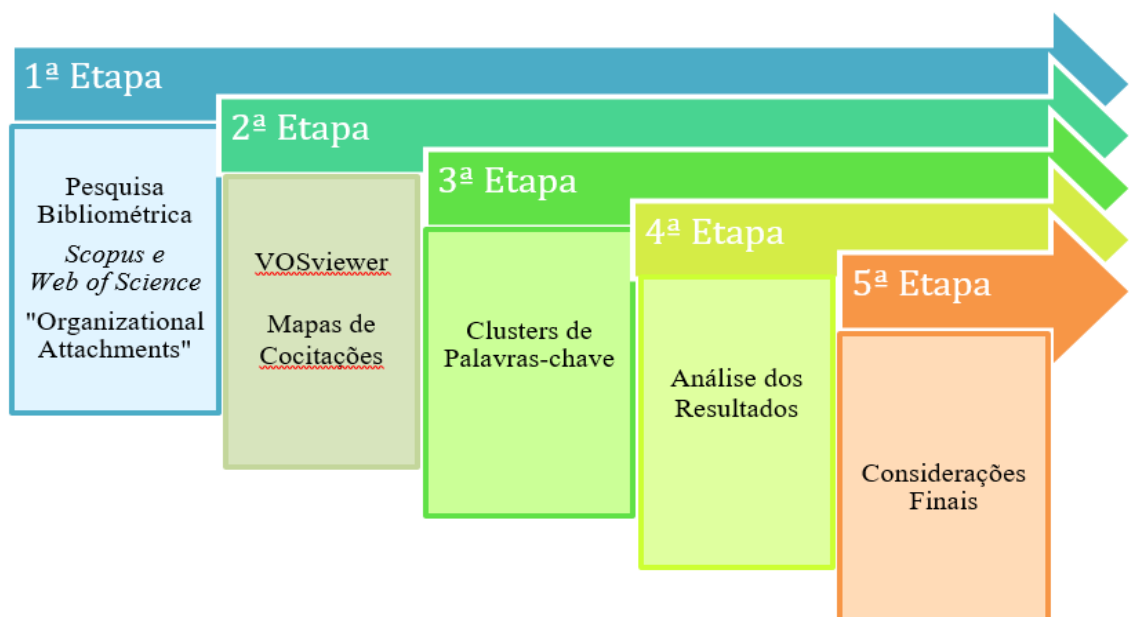 1ª Etapa
Pesquisa
Bibliométrica
Scopus e
Web of Science
"Organizational
Attachments"
2ª Etapa
VOSviewer
Mapas de
Cocitações
3ª Etapa
Clusters de
Palavras-chave
4ª Etapa
Análise dos
Resultados
5ª Etapa
Considerações
Finais